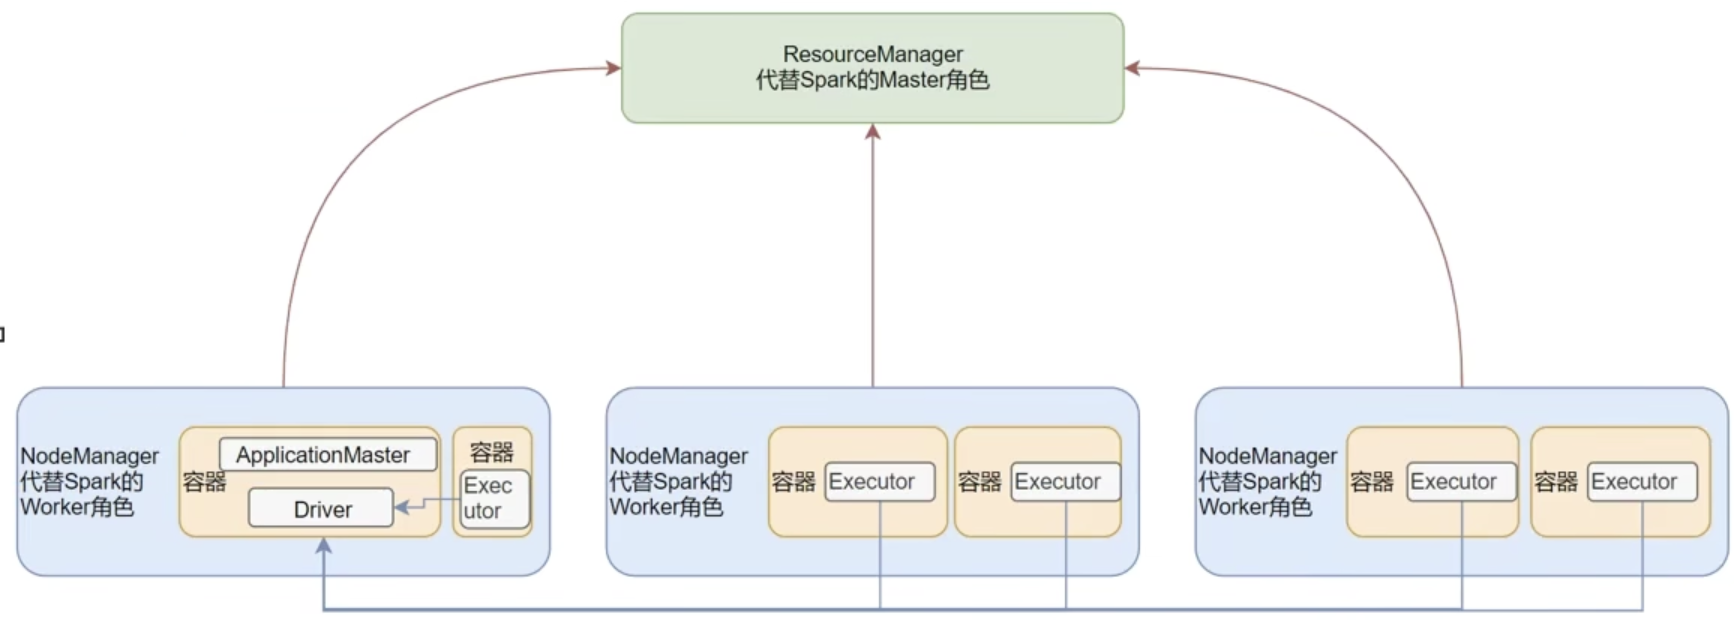 ResourceManager
代替Spark的Master角色
NodeManager
代替Spark的
Worker角色
容器
ApplicationMaster
Driver
容器
Exec
utor
NodeManager
代替Spark的
Worker角色
容器
Executor
容器
Executor
NodeManager
代替Spark的
Worker角色
容器
Executor
容器
Executor